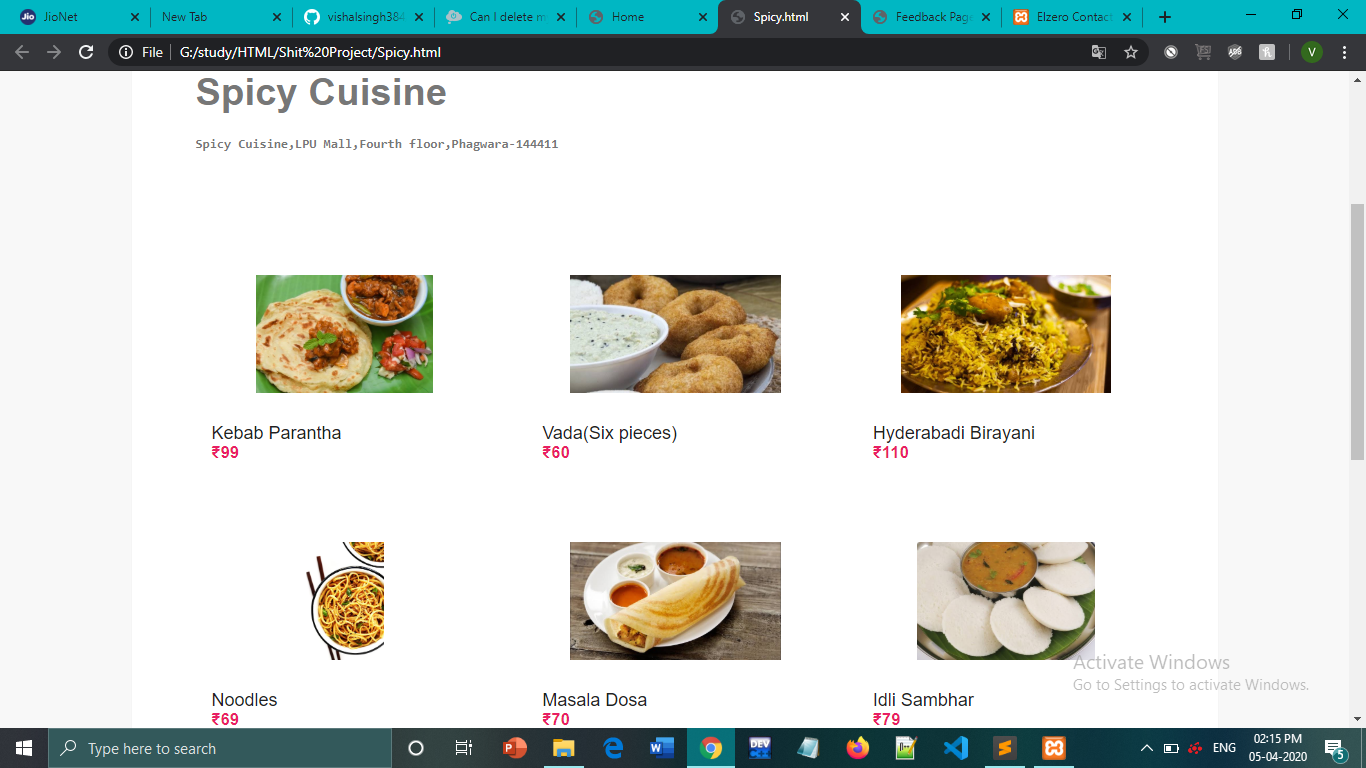 JioNet
New Tab
vishalsingh384
Can I delete m
Home
Spicy.html
Feedback Page
Elzero Contact
File
G:/study/HTML/Shit%20Project/Spicy.html
V
Spicy Cuisine
Spicy Cuisine,LPU Mall,Fourth floor,Phagwara-144411
Kebab Parantha
₹99
Vada(Six pieces)
₹60
Hyderabadi Birayani
₹110
Noodles
₹69
Masala Dosa
₹70
Idli Sambhar
₹79
Activate Windows
Go to Settings to activate Windows.
Type here to search
DEV
ENG
02:15 PM
05-04-2020
5